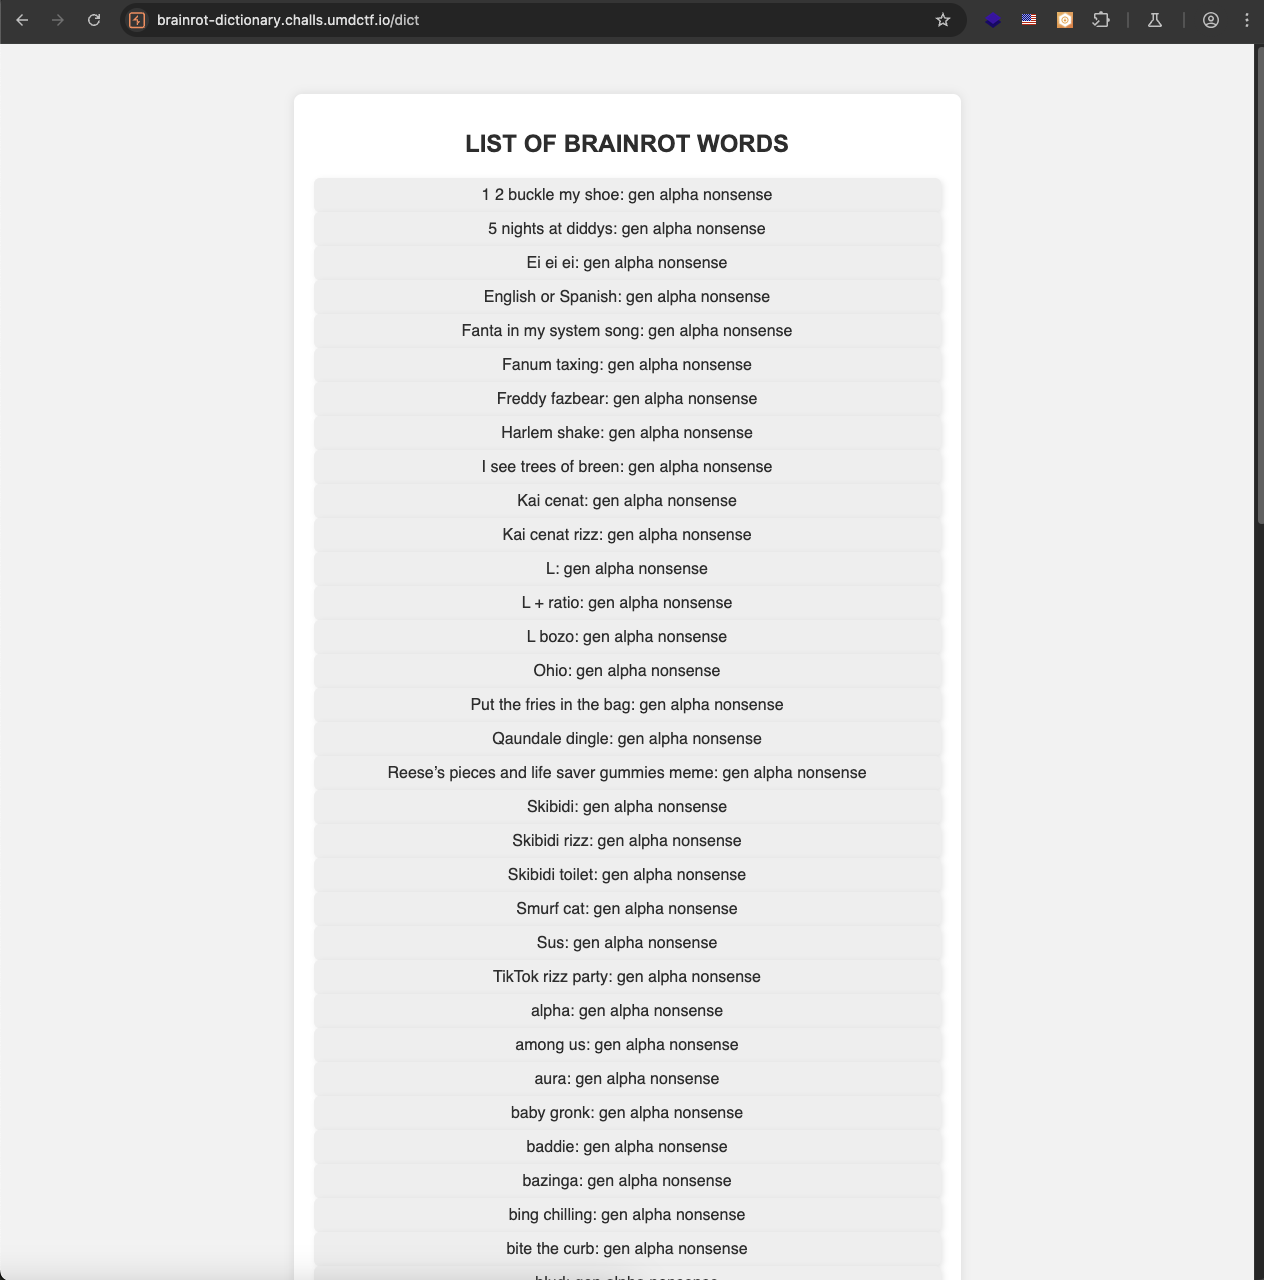 brainrot-dictionary.challs.umdctf.io/dict
LIST OF BRAINROT WORDS
1 2 buckle my shoe: gen alpha nonsense
5 nights at diddys: gen alpha nonsense
Ei ei ei: gen alpha nonsense
English or Spanish: gen alpha nonsense
Fanta in my system song: gen alpha nonsense
Fanum taxing: gen alpha nonsense
Freddy fazbear: gen alpha nonsense
Harlem shake: gen alpha nonsense
I see trees of breen: gen alpha nonsense
Kai cenat: gen alpha nonsense
Kai cenat rizz: gen alpha nonsense
L: gen alpha nonsense
L + ratio: gen alpha nonsense
L bozo: gen alpha nonsense
Ohio: gen alpha nonsense
Put the fries in the bag: gen alpha nonsense
Qaundale dingle: gen alpha nonsense
Reese’s pieces and life saver gummies meme: gen alpha nonsense
Skibidi: gen alpha nonsense
Skibidi rizz: gen alpha nonsense
Skibidi toilet: gen alpha nonsense
Smurf cat: gen alpha nonsense
Sus: gen alpha nonsense
TikTok rizz party: gen alpha nonsense
alpha: gen alpha nonsense
among us: gen alpha nonsense
aura: gen alpha nonsense
baby gronk: gen alpha nonsense
baddie: gen alpha nonsense
bazinga: gen alpha nonsense
bing chilling: gen alpha nonsense
bite the curb: gen alpha nonsense